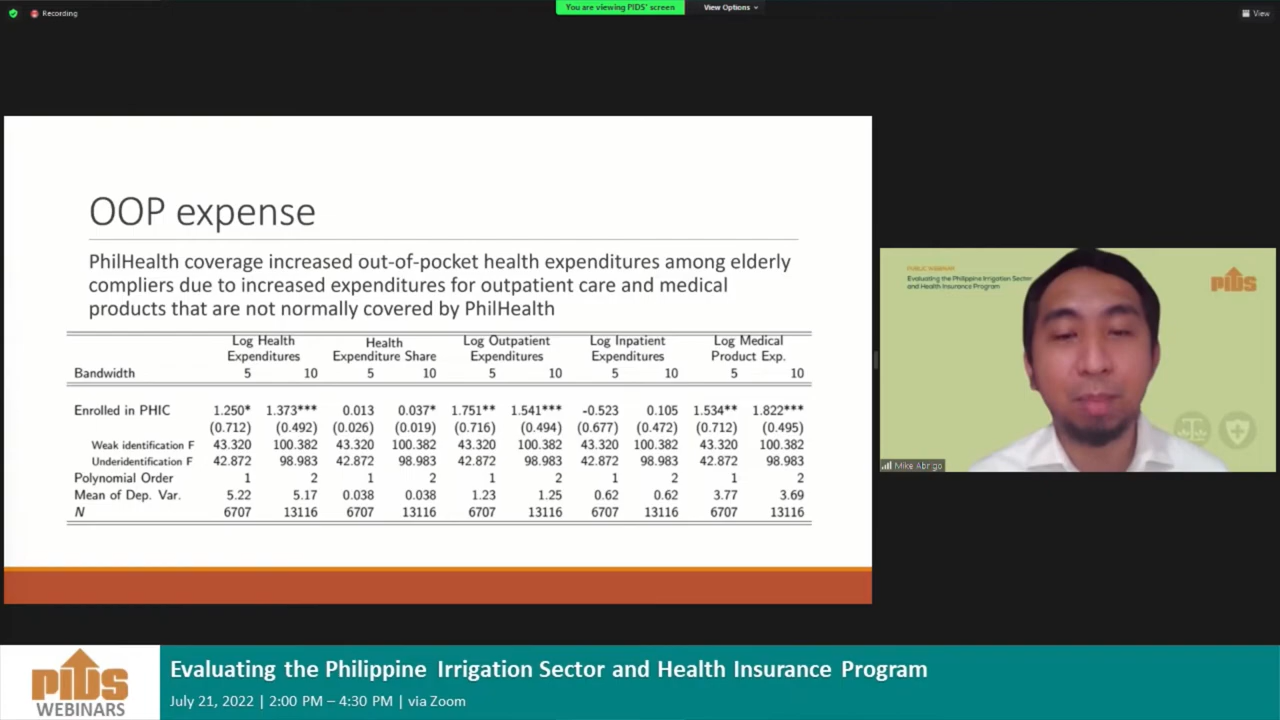 Recording
You are viewing PIDS' screen
View Options
View
OOP expense
PhilHealth coverage increased out-of-pocket health expenditures among elderly
compliers due to increased expenditures for outpatient care and medical
products that are not normally covered by PhilHealth
Log Health Health Log Outpatient Log Inpatient Log Medical
Expenditures Expenditure Share Expenditures Expenditures Product Exp.
Bandwidth 5 10 5 10 5 10 5 10 5 10
Enrolled in PHIC 1.250* 1.373*** 0.013 0.037* 1.751** 1.541*** -0.523 0.105 1.534** 1.822***
(0.712) (0.492) (0.026) (0.019) (0.716) (0.494) (0.677) (0.472) (0.712) (0.495)
Weak identification F 43.320 100.382 43.320 100.382 43.320 100.382 43.320 100.382 43.320 100.382
Underidentification F 42.872 98.983 42.872 98.983 42.872 98.983 42.872 98.983 42.872 98.983
Polynomial Order 1 2 1 2 1 2 1 2 1 2
Mean of Dep. Var. 5.22 5.17 0.038 0.038 1.23 1.25 0.62 0.62 3.77 3.69
N 6707 13116 6707 13116 6707 13116 6707 13116 6707 13116
PUBLIC WEBINAR
Evaluating the Philippine Irrigation Sector
and Health Insurance Program
PIDS
Mike Abrigo
PIDS
WEBINARS
Evaluating the Philippine Irrigation Sector and Health Insurance Program
July 21, 2022 | 2:00 PM – 4:30 PM | via Zoom